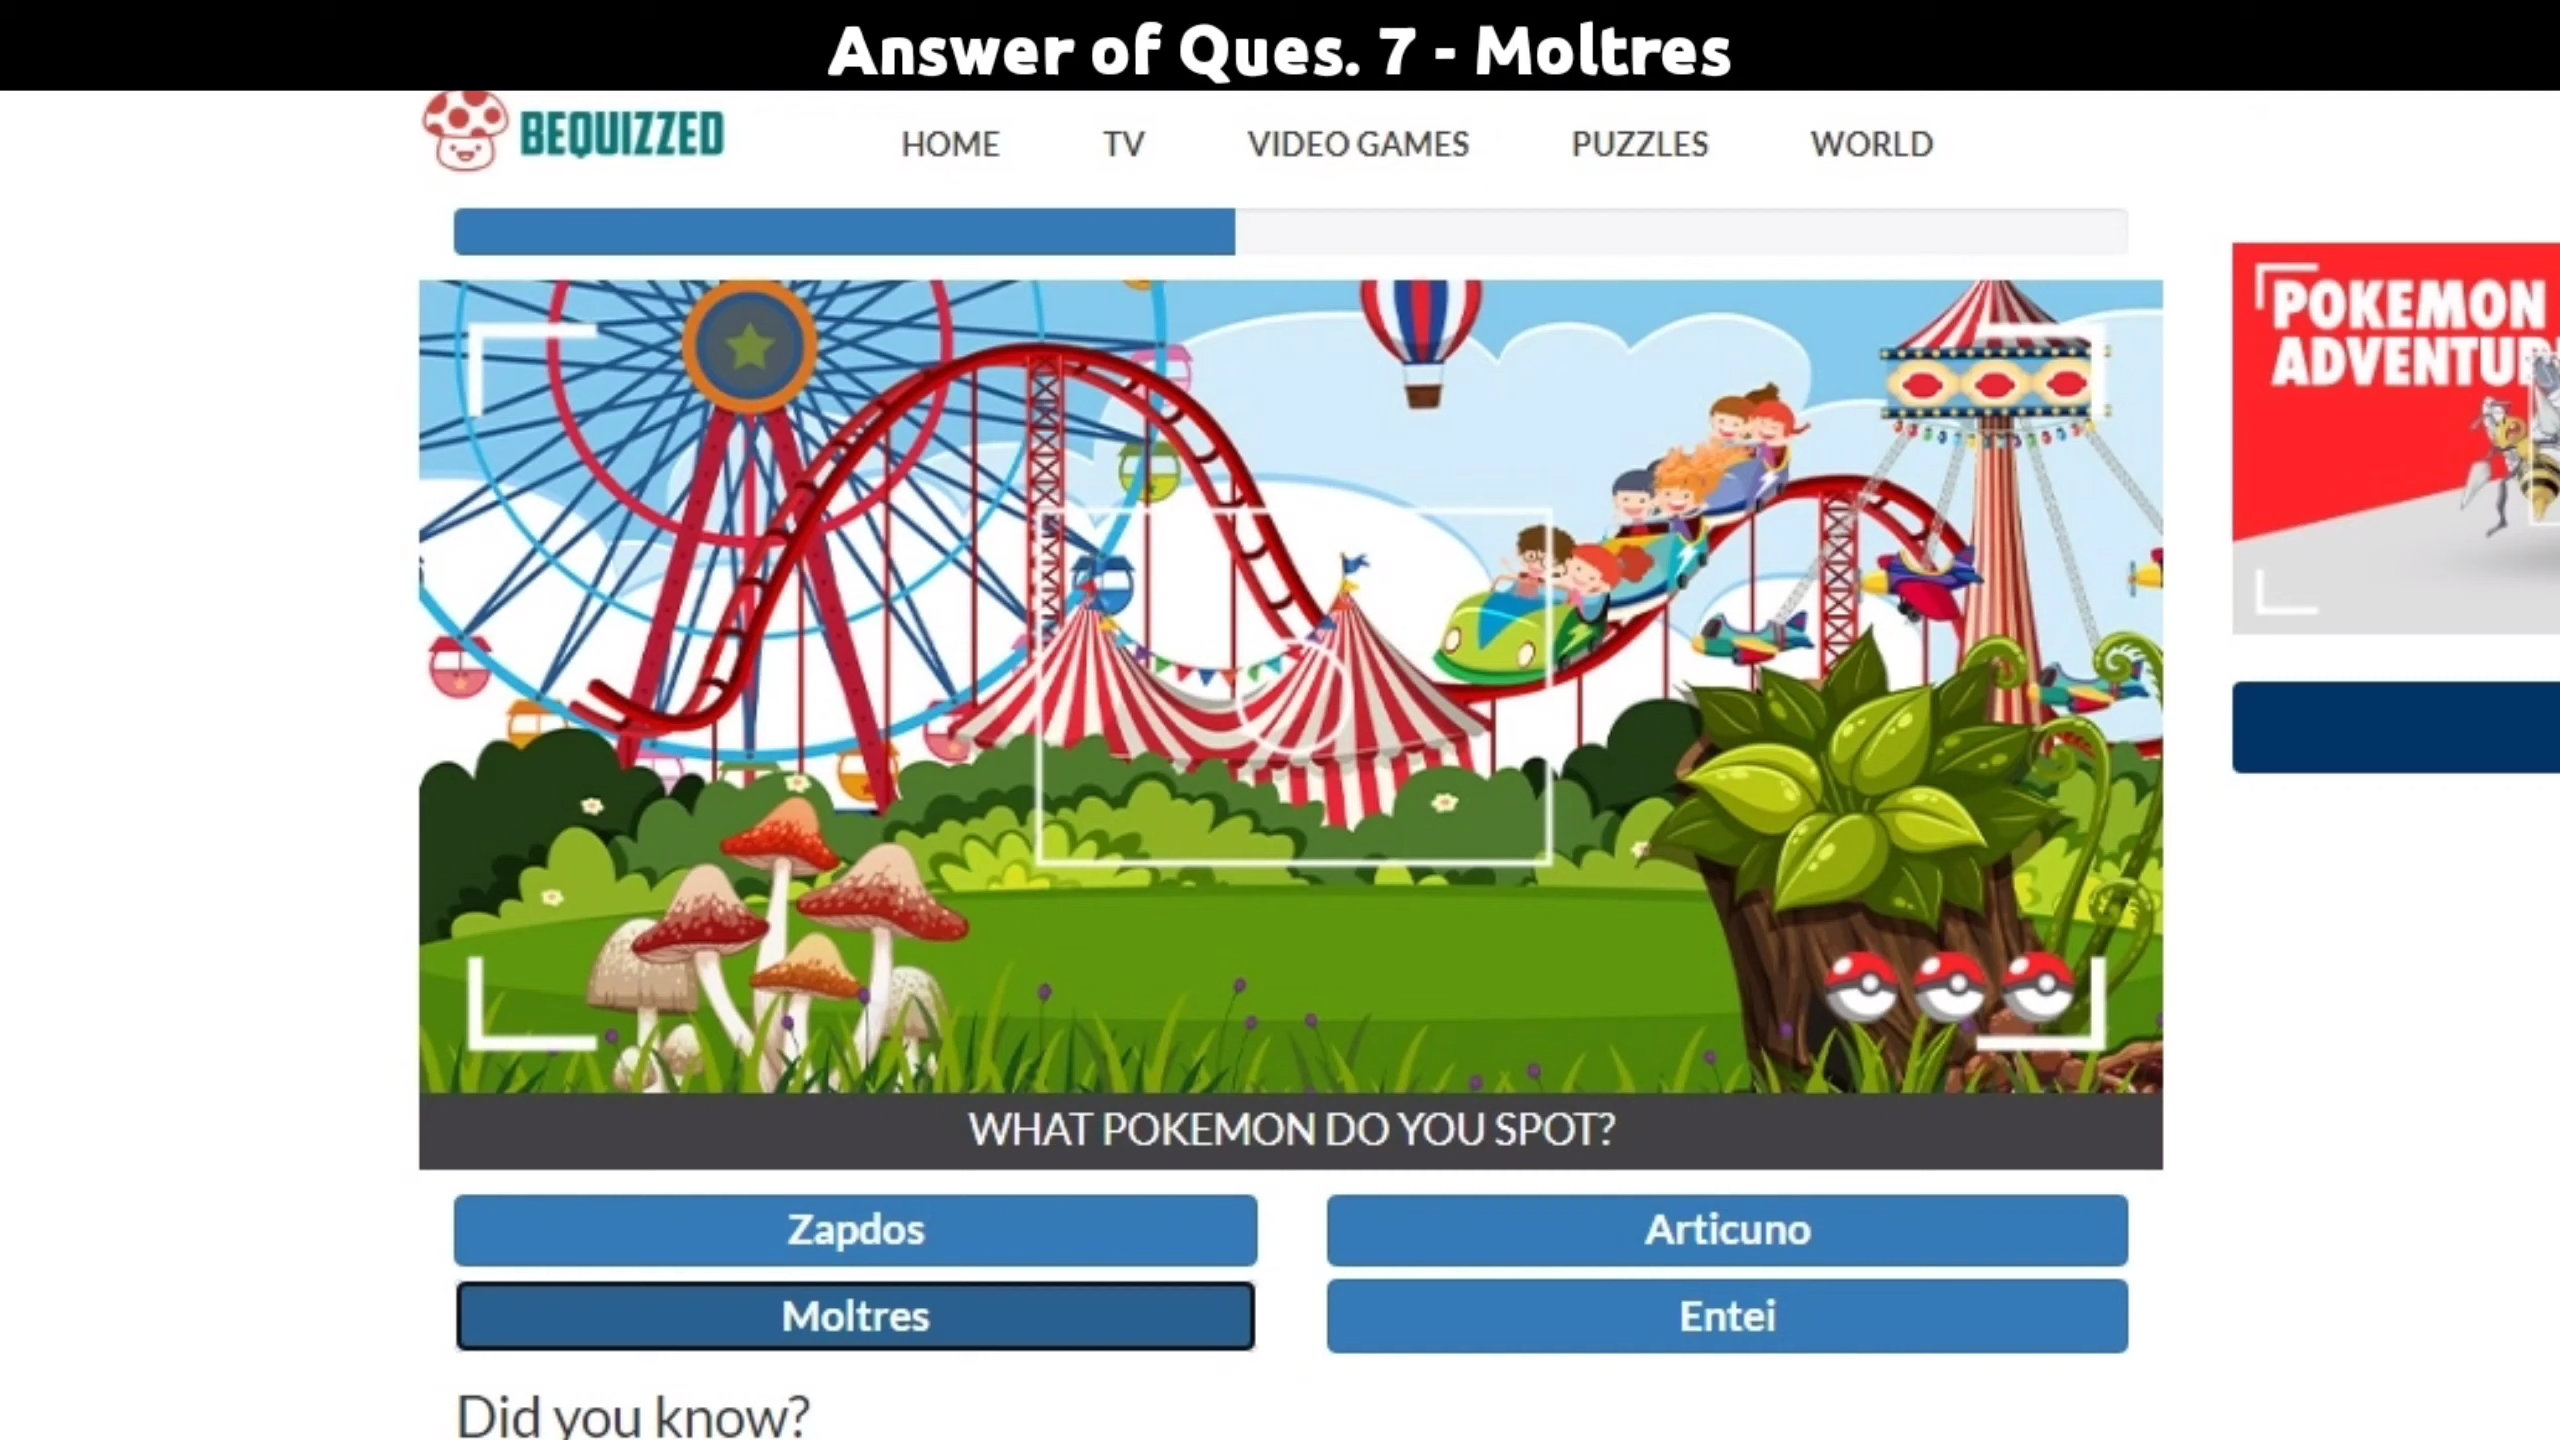 Answer of Ques. 7 - Moltres
BEQUIZZED
HOME TV VIDEO GAMES PUZZLES WORLD
POKEMON
WHAT POKEMON DO YOU SPOT?
Zapdos
Articuno
Moltres
Entei
Did you know?